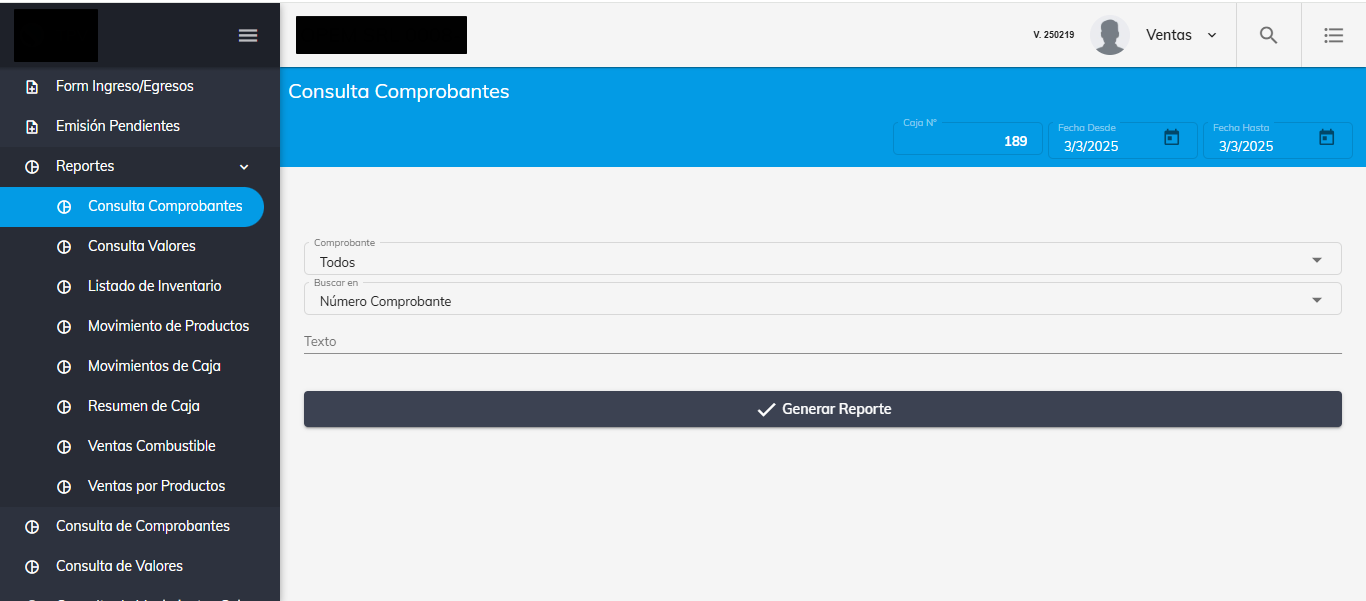 V. 250219
Ventas
Form Ingreso/Egresos
Emisión Pendientes
Reportes
Consulta Comprobantes
Consulta Valores
Listado de Inventario
Movimiento de Productos
Movimientos de Caja
Resumen de Caja
Ventas Combustible
Ventas por Productos
Consulta de Comprobantes
Consulta de Valores
Consulta Comprobantes
Caja Nº
189
Fecha Desde
3/3/2025
Fecha Hasta
3/3/2025
Comprobante
Todos
Buscar en
Número Comprobante
Texto
Generar Reporte